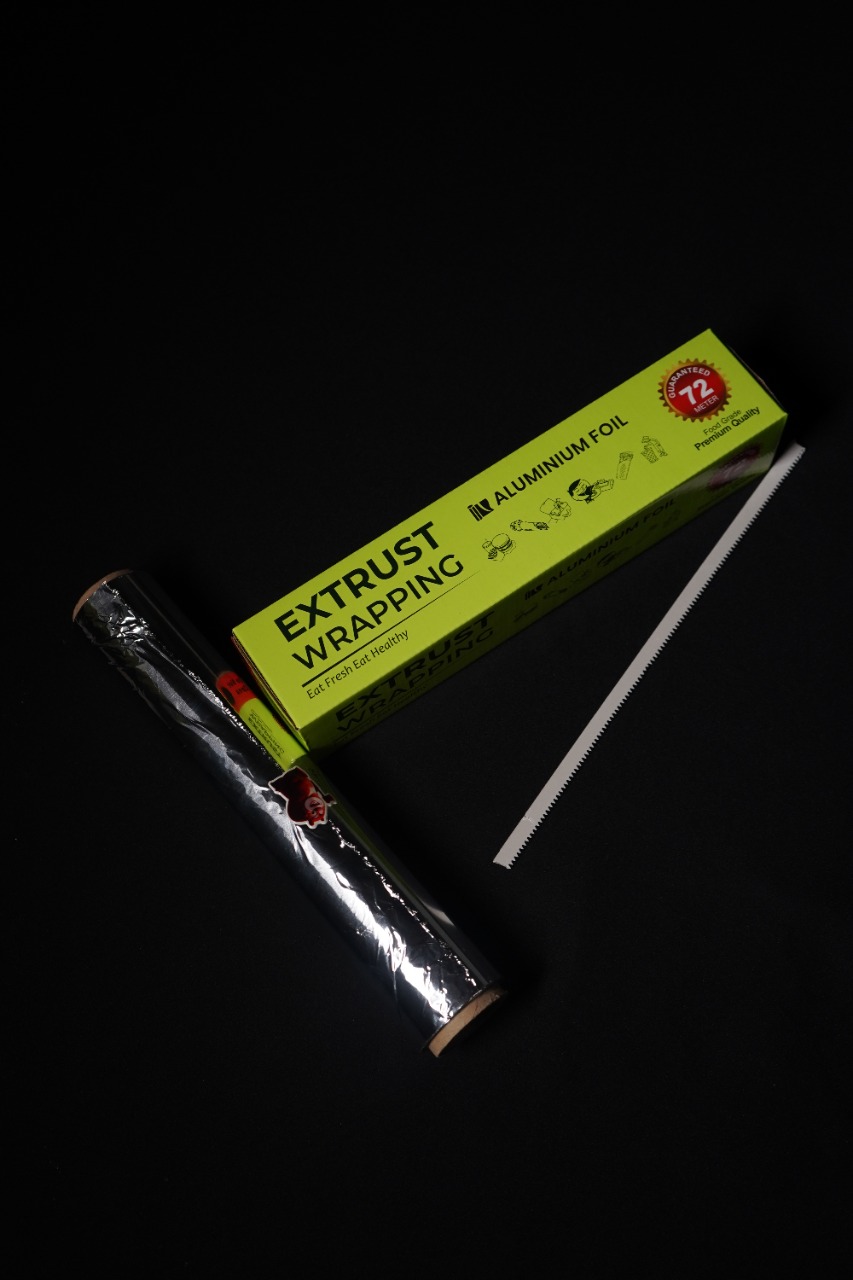 EXTRUST
WRAPPING
Eat Fresh Eat Healthy
ALUMINIUM FOIL
GUARANTEED
72
METER
Food Grade
Premium Quality
EXTRUST
WRAPPING
ALUMINIUM FOIL